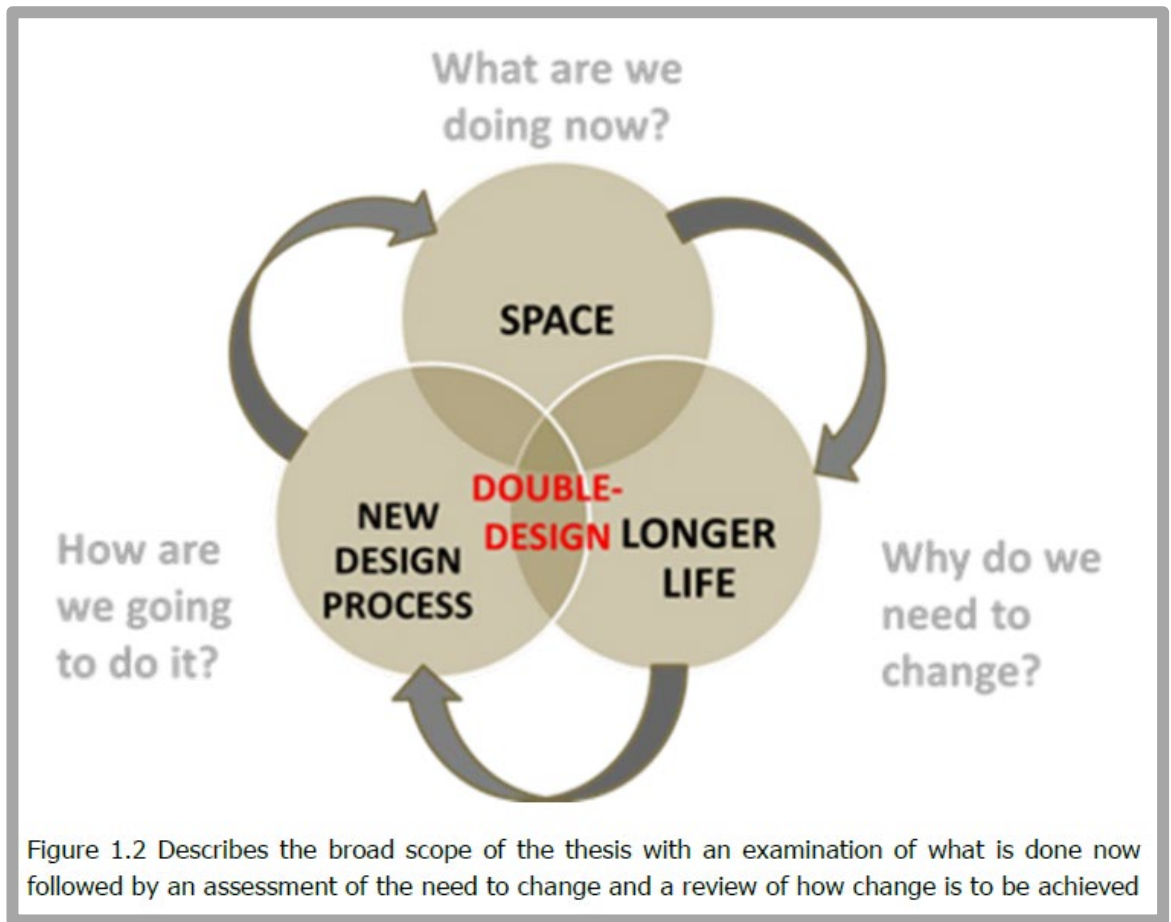 What are we
doing now?
SPACE
DOUBLE-
DESIGN
NEW
DESIGN
PROCESS
LONGER
LIFE
How are
we going
to do it?
Why do we
need to
change?
Figure 1.2 Describes the broad scope of the thesis with an examination of what is done now
followed by an assessment of the need to change and a review of how change is to be achieved